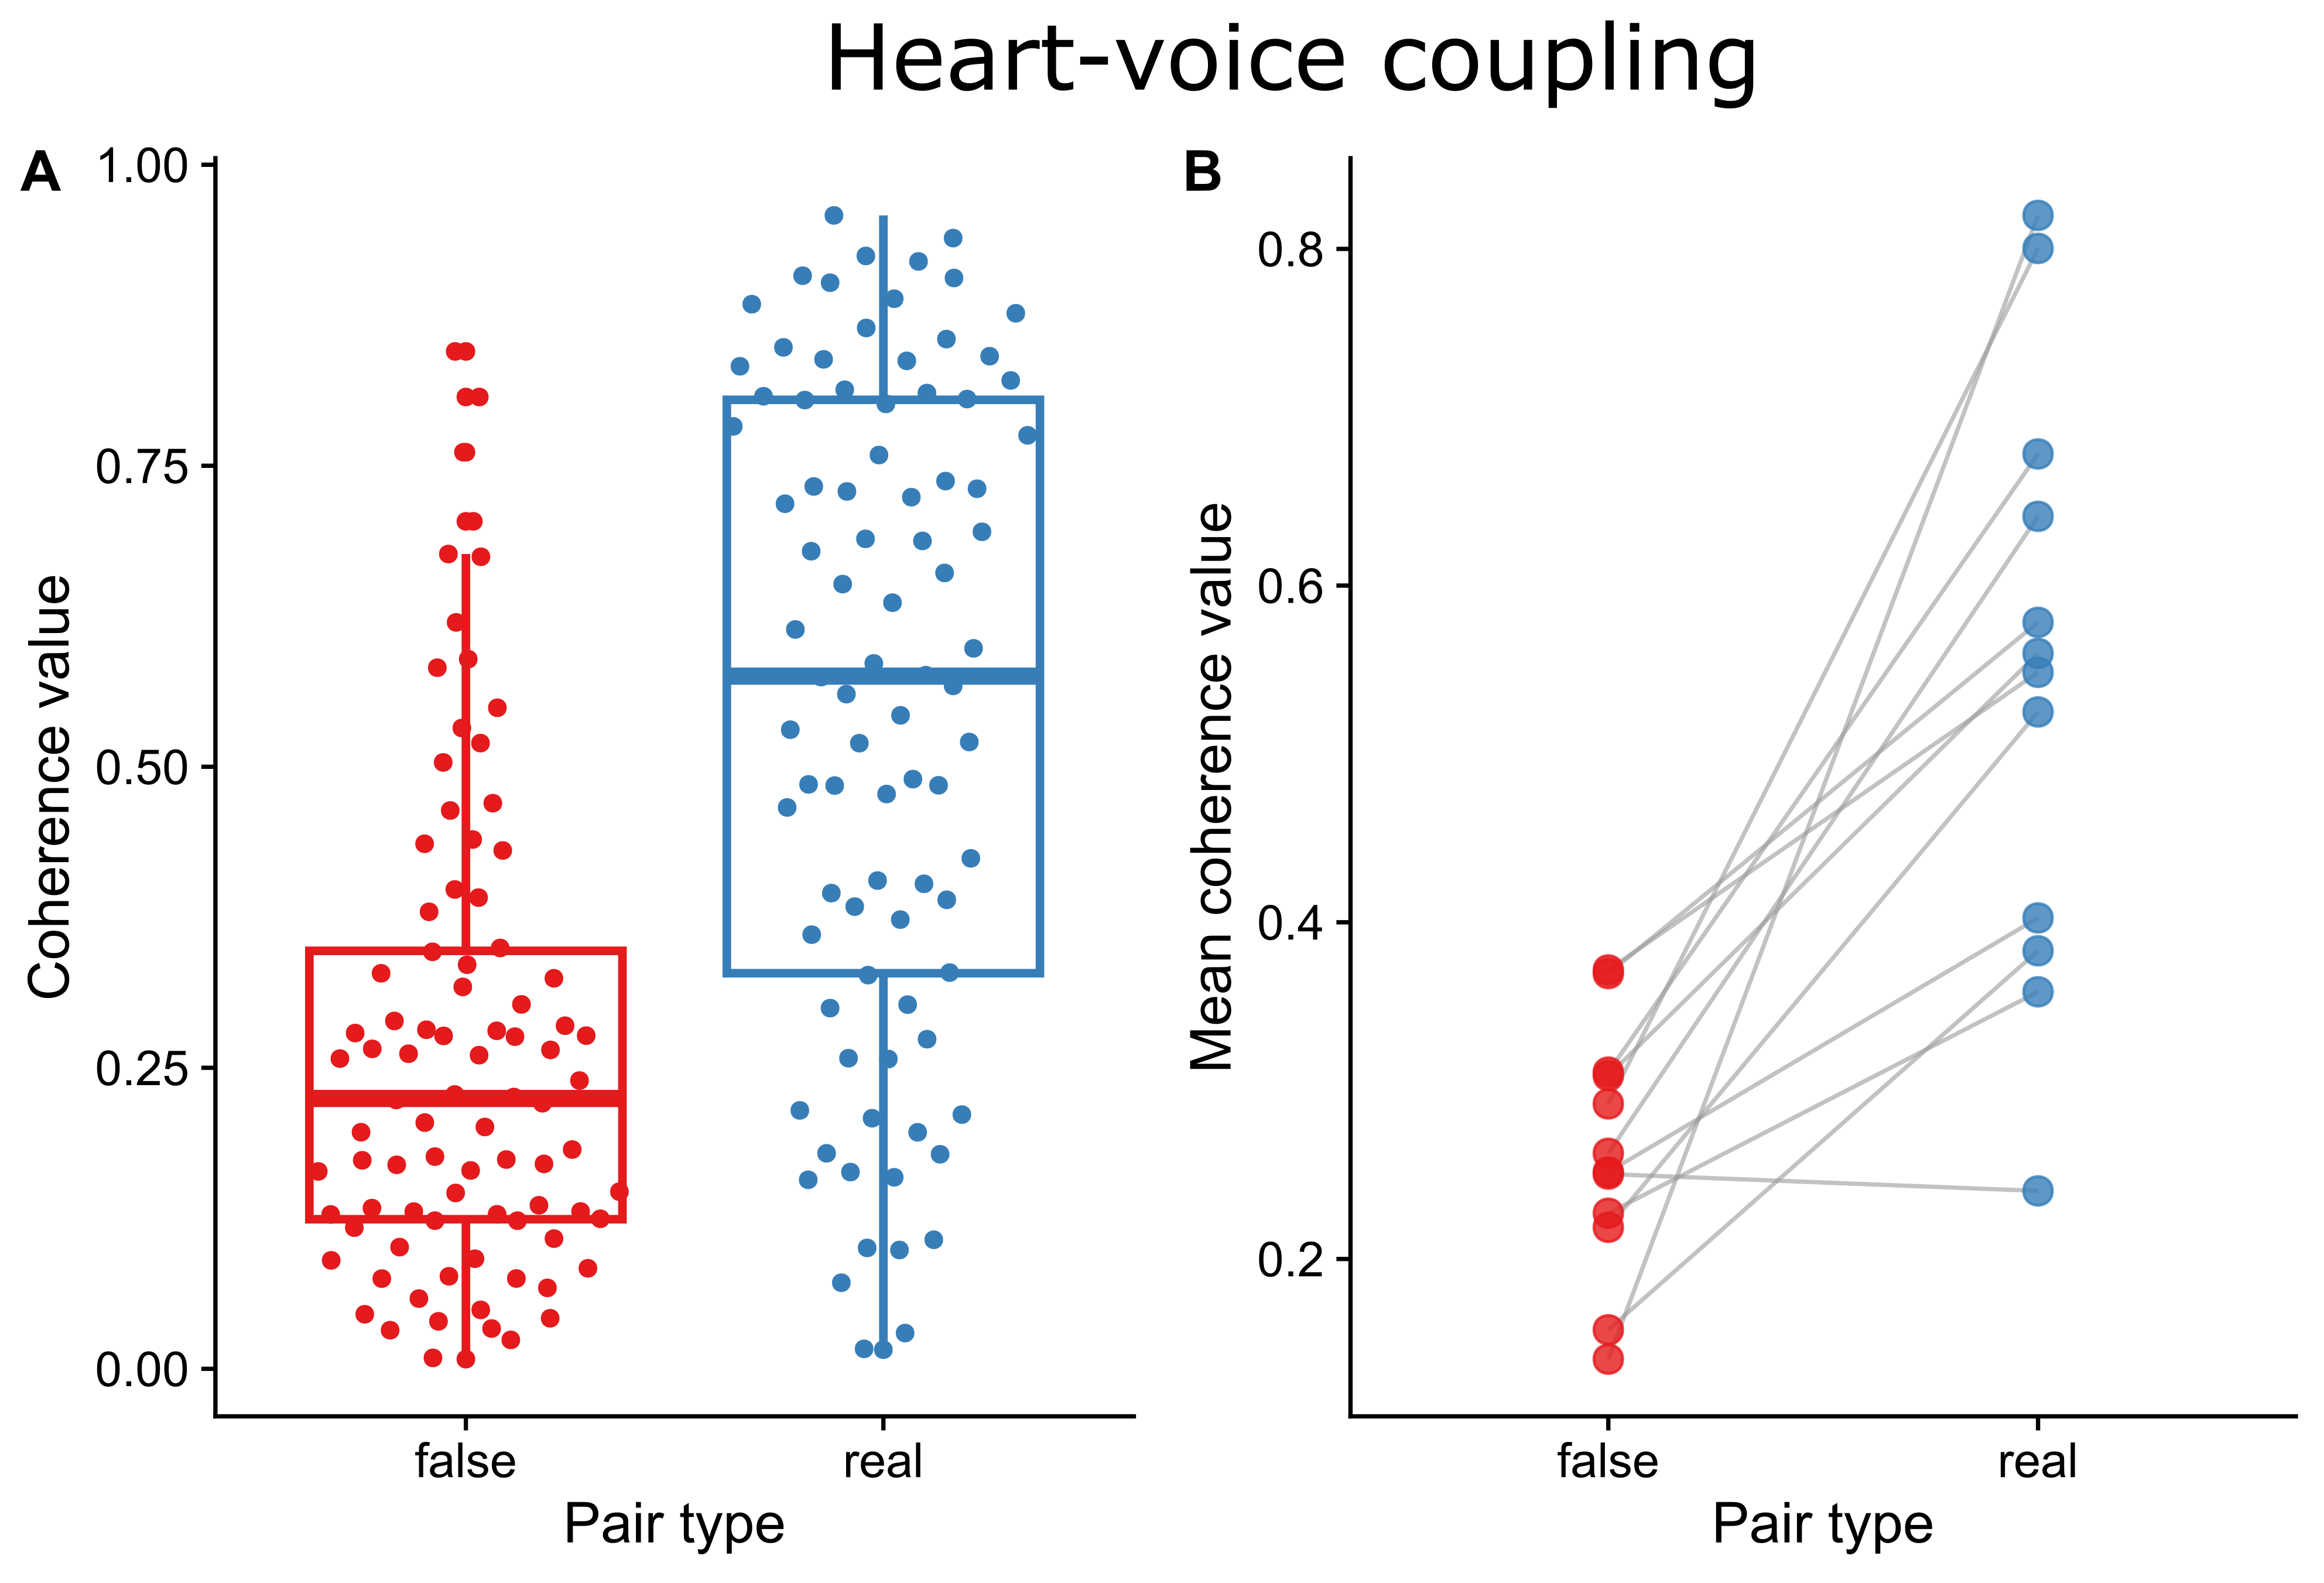 Heart-voice coupling
A
1.00
0.75
0.50
0.25
0.00
Coherence value
false
real
Pair type
B
0.8
0.6
0.4
0.2
Mean coherence value
false
real
Pair type